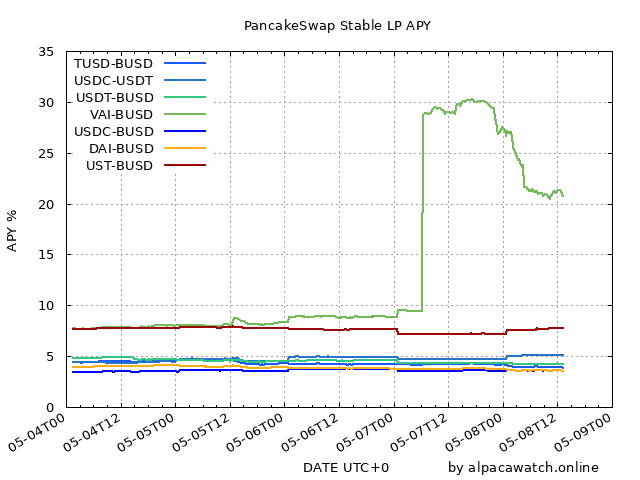 PancakeSwap Stable LP APY
35
30
25
20
15
10
5
0
APY %
TUSD-BUSD
USDC-USDT
USDT-BUSD
VAI-BUSD
USDC-BUSD
DAI-BUSD
UST-BUSD
05-04T00
05-04T12
05-05T00
05-05T12
05-06T00
05-06T12
05-07T00
05-07T12
05-08T00
05-08T12
05-09T00
DATE UTC+0
by alpacawatch.online